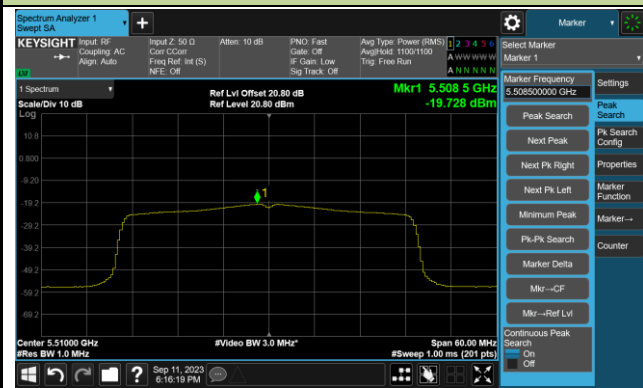 Spectrum Analyzer 1
Swept SA
Marker
KEYSIGHT
Input: RF
Coupling: AC
Align: Auto
Input Z: 50 Ω
Corr CCorr
Freq Ref: Int (S)
NFE: Off
Atten: 10 dB
PNO: Fast
Gate: Off
IF Gain: Low
Sig Track: Off
Avg Type: Power (RMS)
Avg|Hold: 1100/1100
Trig: Free Run
1 2 3 4 5 6
A W W W W W
A N N N N N
Select Marker
Marker 1
1 Spectrum
Scale/Div 10 dB
Log
Ref Lvl Offset 20.80 dB
Ref Level 20.80 dBm
Mkr1 5.508 5 GHz
-19.728 dBm
10.8
0.800
-9.20
-19.2
-29.2
-39.2
-49.2
-59.2
-69.2
1
Center 5.51000 GHz
#Res BW 1.0 MHz
#Video BW 3.0 MHz*
Span 60.00 MHz
#Sweep 1.00 ms (201 pts)
Marker Frequency
5.508500000 GHz
Peak Search
Next Peak
Next Pk Right
Next Pk Left
Minimum Peak
Pk-Pk Search
Marker Delta
Mkr→CF
Mkr→Ref Lvl
Continuous Peak
Search
On
Off
Settings
Peak
Search
Pk Search
Config
Properties
Marker
Function
Marker→
Counter
Sep 11, 2023
6:16:19 PM